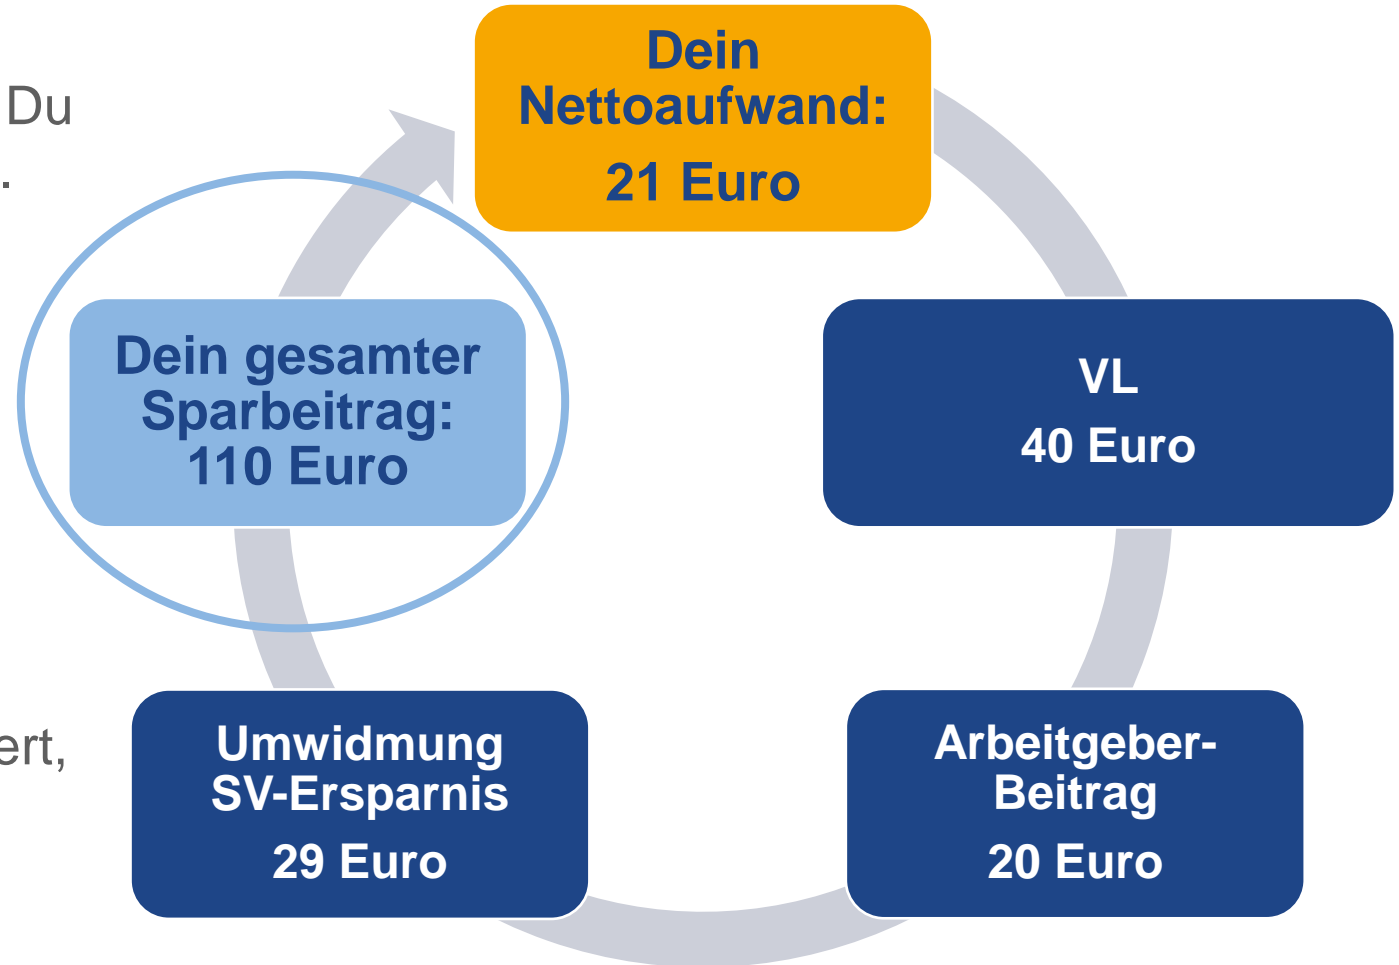 Du
.
ert,
Dein
Nettoaufwand:
21 Euro
VL
40 Euro
Arbeitgeber-
Beitrag
20 Euro
Umwidmung
SV-Ersparnis
29 Euro
Dein gesamter
Sparbeitrag:
110 Euro